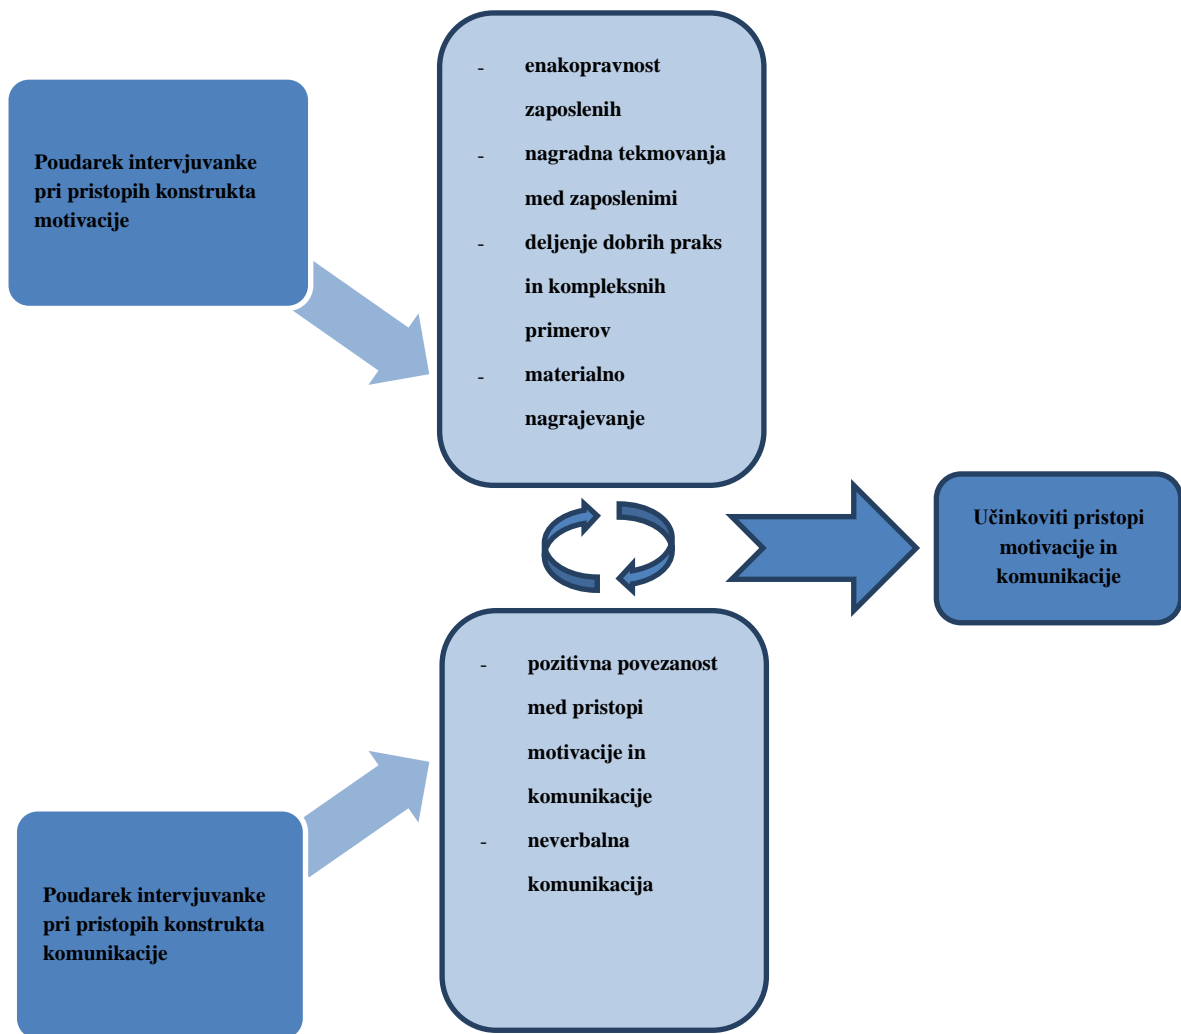 Poudarek intervjuvanke
pri pristopih konstrukta
motivacije
- enakopravnost
zaposlenih
- nagradna tekmovanja
med zaposlenimi
- deljenje dobrih praks
in kompleksnih
primerov
- materialno
nagrajevanje
Učinkoviti pristopi
motivacije in
komunikacije
- pozitivna povezanost
med pristopi
motivacije in
komunikacije
- neverbalna
komunikacija
Poudarek intervjuvanke
pri pristopih konstrukta
komunikacije